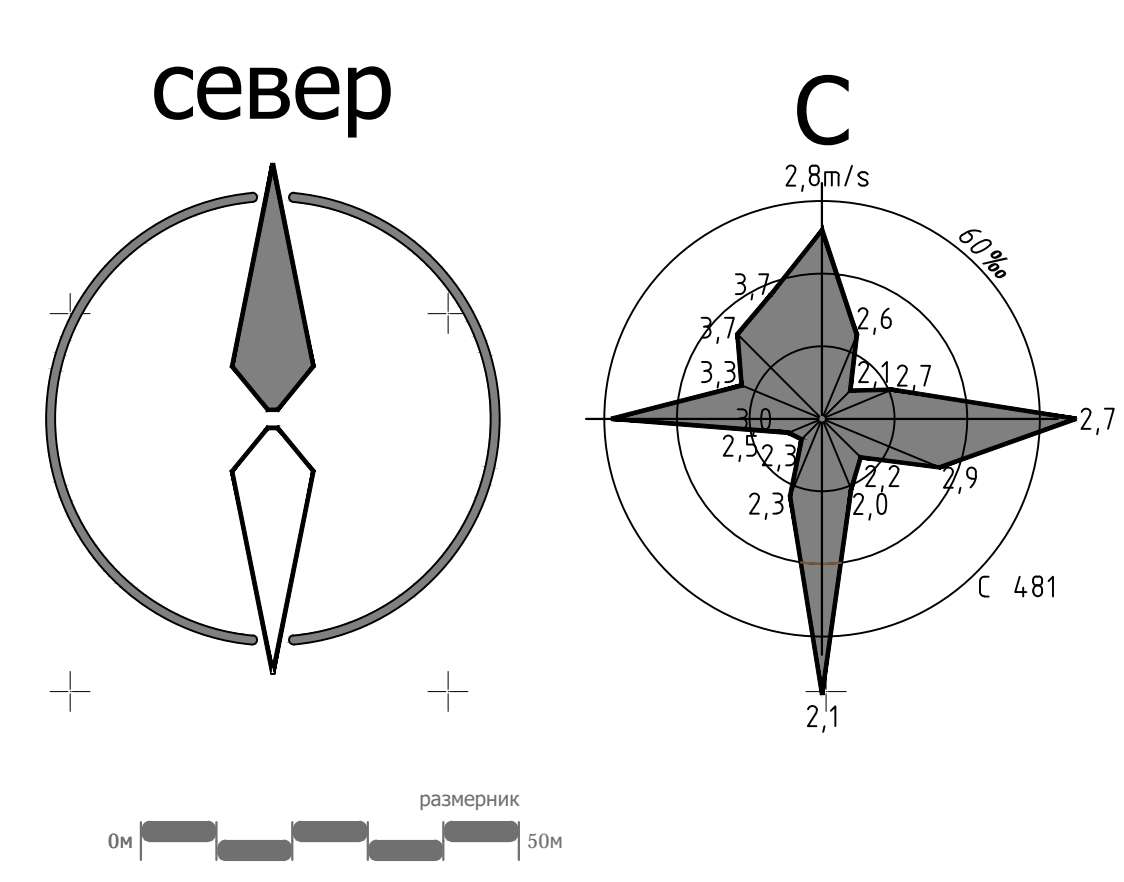 север
С
2,8m/s
60‰
3,7
3,7
2,6
3,3
2,1
2,7
3,0
2,7
2,5
2,3
2,2
2,9
2,3
2,0
С 481
2,1
размерник
0м
50м